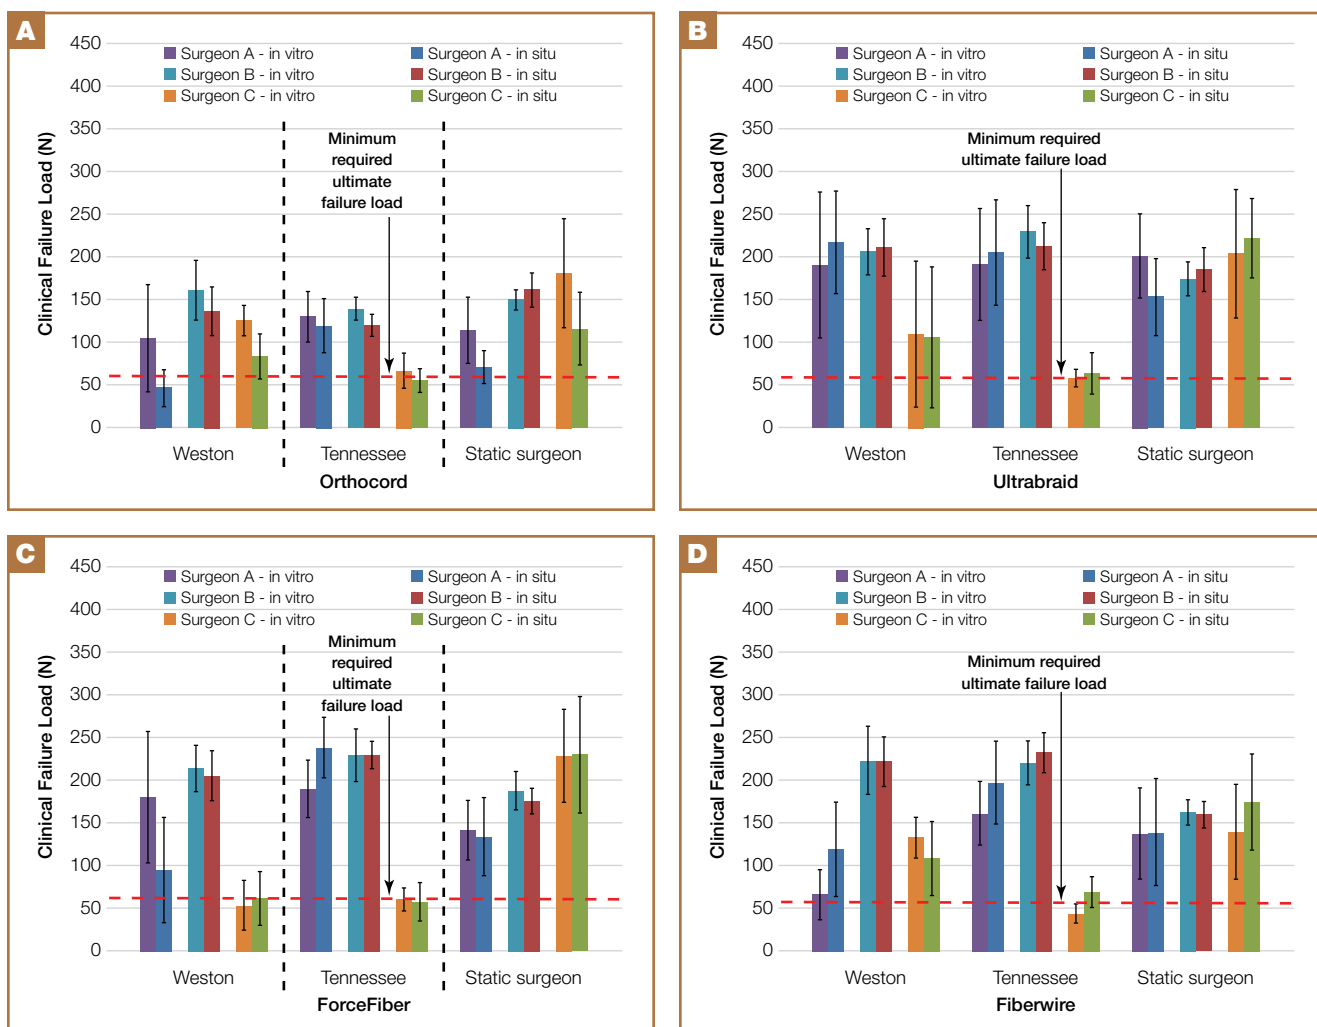 A
Clinical Failure Load (N)
450
400
350
300
250
200
150
100
50
0
Surgeon A - in vitro
Surgeon A - in situ
Surgeon B - in vitro
Surgeon B - in situ
Surgeon C - in vitro
Surgeon C - in situ
Minimum
required
ultimate
failure load
Weston
Tennessee
Static surgeon
Orthocord
B
Clinical Failure Load (N)
450
400
350
300
250
200
150
100
50
0
Surgeon A - in vitro
Surgeon A - in situ
Surgeon B - in vitro
Surgeon B - in situ
Surgeon C - in vitro
Surgeon C - in situ
Minimum required
ultimate failure load
Weston
Tennessee
Static surgeon
Ultrabraid
C
Clinical Failure Load (N)
450
400
350
300
250
200
150
100
50
0
Surgeon A - in vitro
Surgeon A - in situ
Surgeon B - in vitro
Surgeon B - in situ
Surgeon C - in vitro
Surgeon C - in situ
Minimum
required
ultimate
failure load
Weston
Tennessee
Static surgeon
ForceFiber
D
Clinical Failure Load (N)
450
400
350
300
250
200
150
100
50
0
Surgeon A - in vitro
Surgeon A - in situ
Surgeon B - in vitro
Surgeon B - in situ
Surgeon C - in vitro
Surgeon C - in situ
Minimum required
ultimate failure load
Weston
Tennessee
Static surgeon
Fiberwire